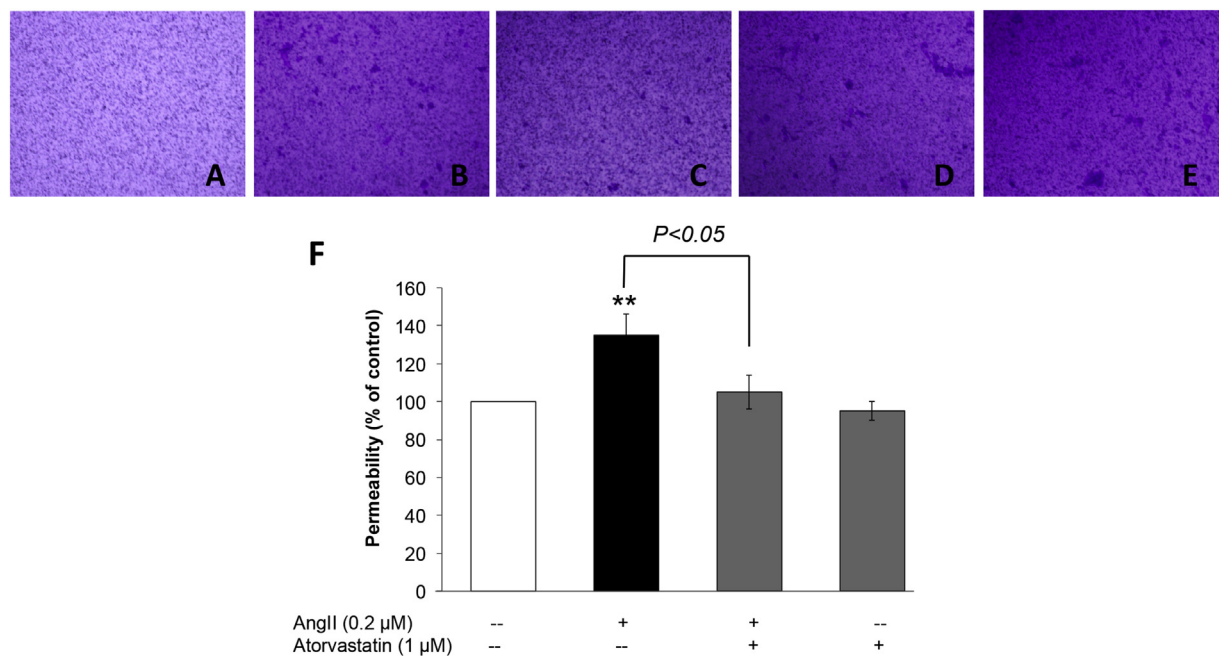 A B C D E
F
P<0.05
**
Permeability (% of control)
160
140
120
100
80
60
40
20
0
AngII (0.2 µM) -- + + --
Atorvastatin (1 µM) -- -- + +